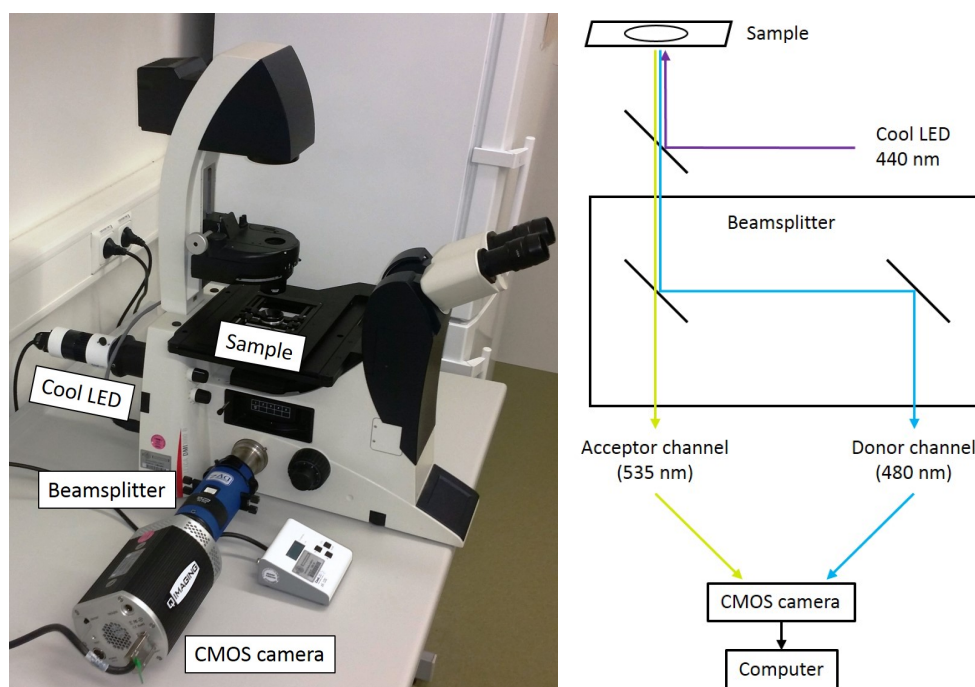 Sample
Cool LED
Beamsplitter
Q IMAGING
CMOS camera
Sample
Cool LED
440 nm
Beamsplitter
Acceptor channel
(535 nm)
Donor channel
(480 nm)
CMOS camera
Computer